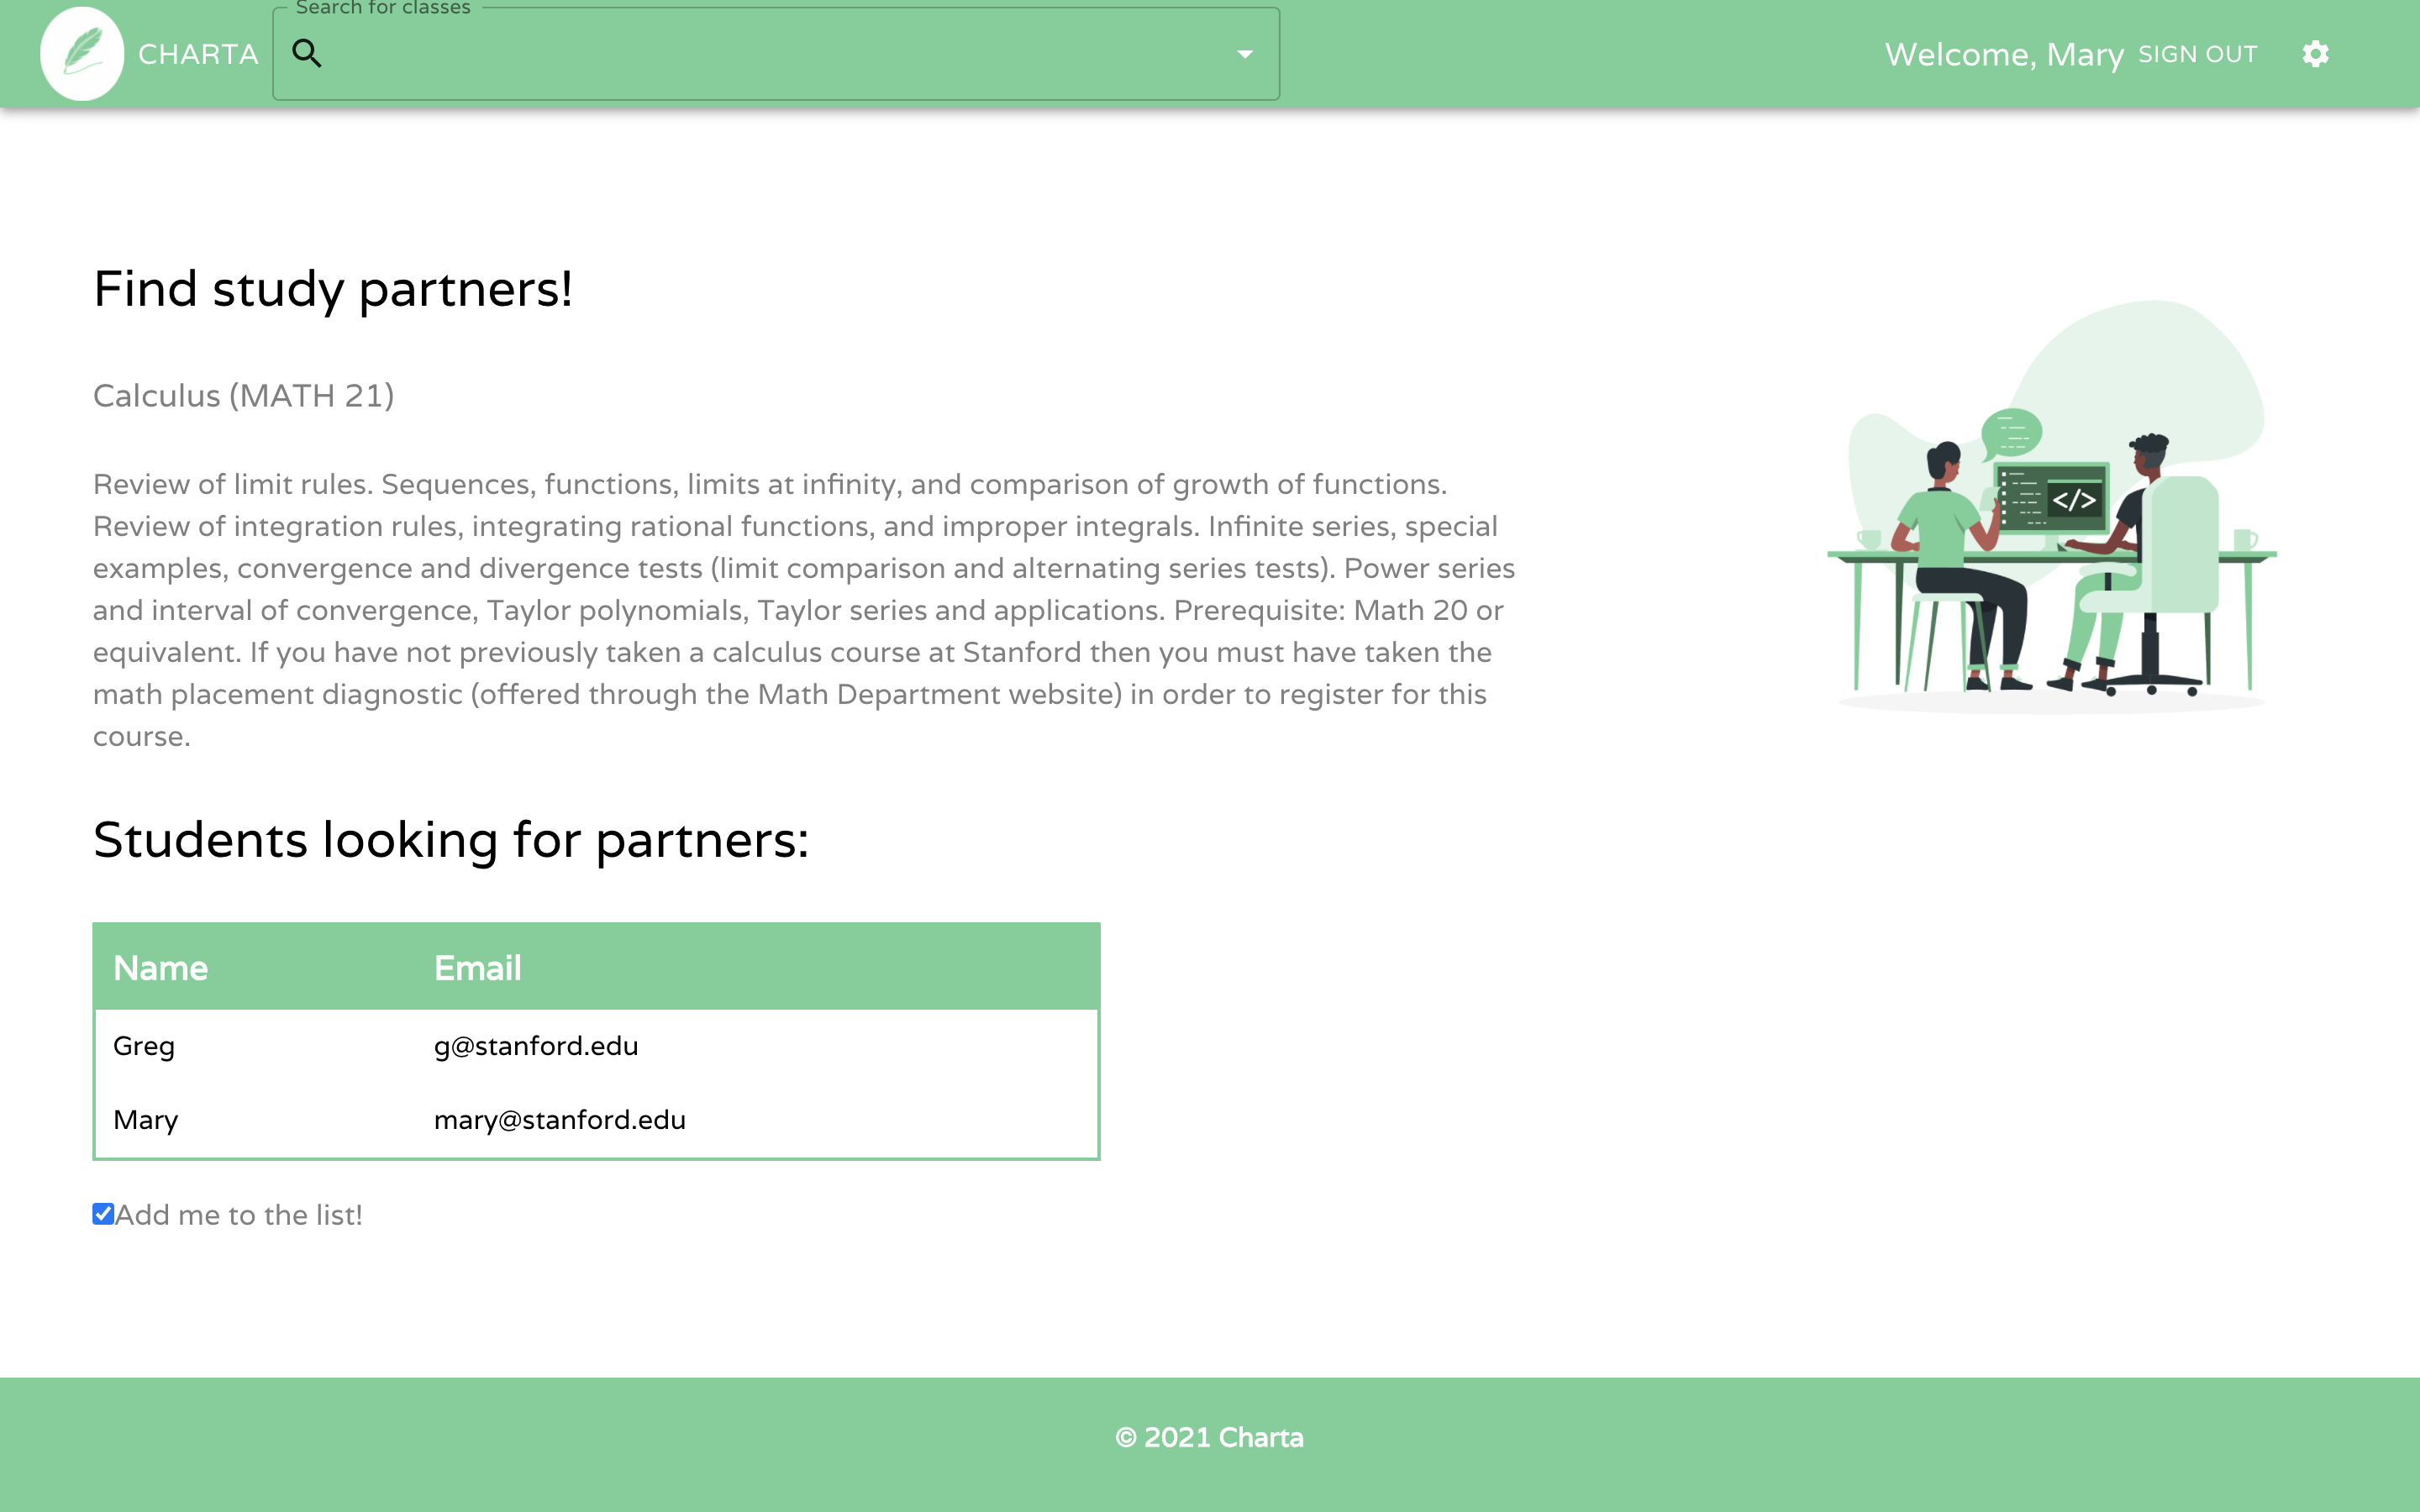 Search for classes
CHARTA
Welcome, Mary SIGN OUT
Find study partners!
Calculus (MATH 21)
Review of limit rules. Sequences, functions, limits at infinity, and comparison of growth of functions.
Review of integration rules, integrating rational functions, and improper integrals. Infinite series, special
examples, convergence and divergence tests (limit comparison and alternating series tests). Power series
and interval of convergence, Taylor polynomials, Taylor series and applications. Prerequisite: Math 20 or
equivalent. If you have not previously taken a calculus course at Stanford then you must have taken the
math placement diagnostic (offered through the Math Department website) in order to register for this
course.
</>
Students looking for partners:
Name Email
Greg g@stanford.edu
Mary mary@stanford.edu
Add me to the list!
© 2021 Charta